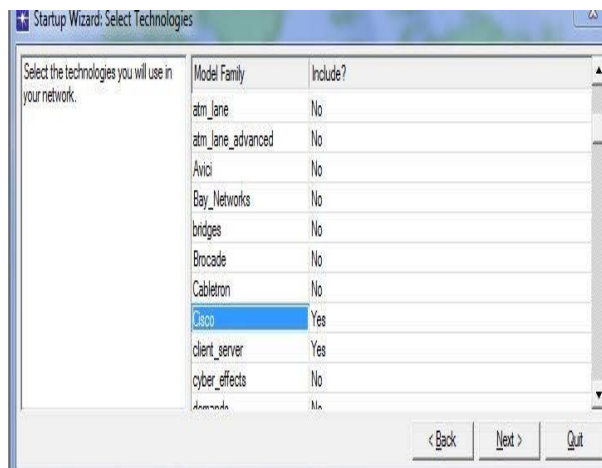 Startup Wizard: Select Technologies
Select the technologies you will use in
your network.
Model Family Include?
atm_lane No
atm_lane_advanced No
Avici No
Bay_Networks No
bridges No
Brocade No
Cabletron No
Cisco Yes
client_server Yes
cyber_effects No
demands No
< Back Next > Quit